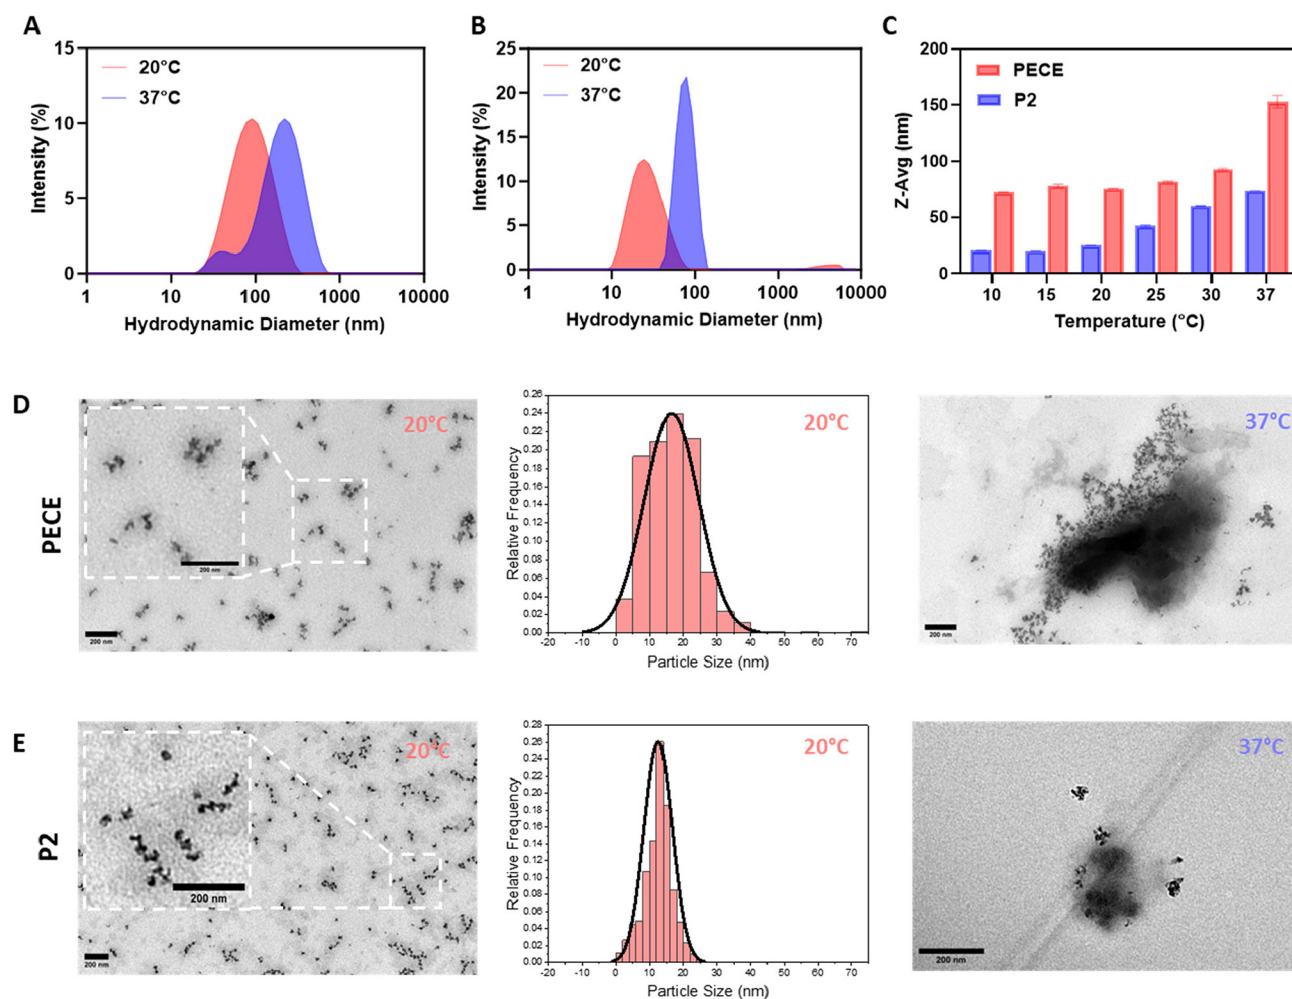 A
15
10
5
0
Intensity (%)
20°C
37°C
1 10 100 1000 10000
Hydrodynamic Diameter (nm)
B
25
20
15
10
5
0
Intensity (%)
20°C
37°C
1 10 100 1000 10000
Hydrodynamic Diameter (nm)
C
200
150
100
50
0
Z-Avg (nm)
PECE
P2
10 15 20 25 30 37
Temperature (°C)
D
PECE
20°C
200 nm
200 nm
0.26
0.24
0.22
0.20
0.18
0.16
0.14
0.12
0.10
0.08
0.06
0.04
0.02
0.00
Relative Frequency
20°C
-20 -10 0 10 20 30 40 50 60 70
Particle Size (nm)
37°C
200 nm
E
P2
20°C
200 nm
200 nm
0.28
0.26
0.24
0.22
0.20
0.18
0.16
0.14
0.12
0.10
0.08
0.06
0.04
0.02
0.00
Relative Frequency
20°C
-20 -10 0 10 20 30 40 50 60 70
Particle Size (nm)
37°C
200 nm